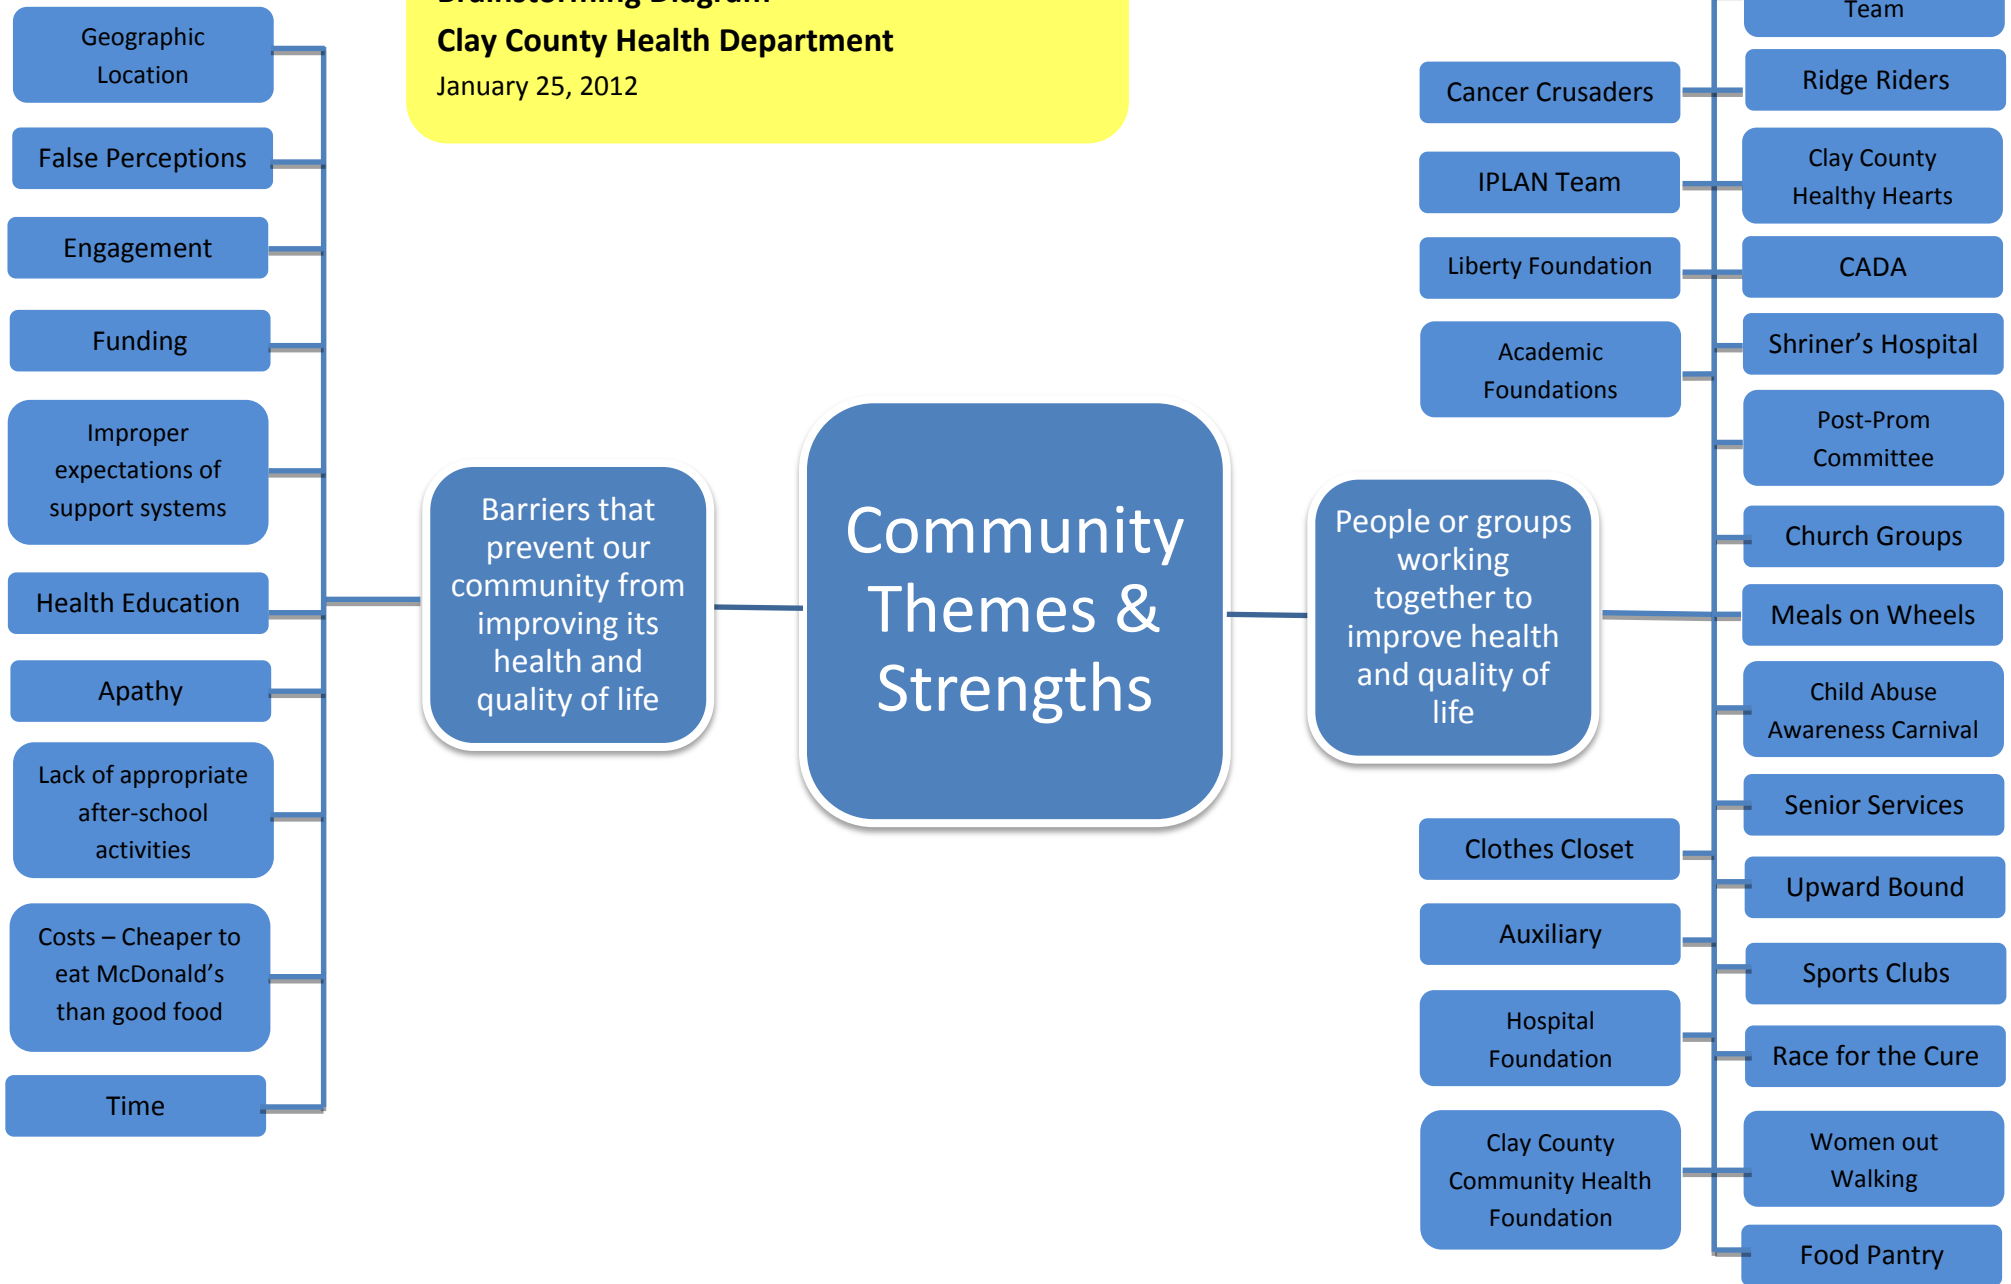 Brainstorming Diagram
Clay County Health Department
January 25, 2012
Geographic
Location
False Perceptions
Engagement
Funding
Improper
expectations of
support systems
Health Education
Apathy
Lack of appropriate
after-school
activities
Costs – Cheaper to
eat McDonald's
than good food
Time
Barriers that
prevent our
community from
improving its
health and
quality of life
Community
Themes &
Strengths
People or groups
working
together to
improve health
and quality of
life
Cancer Crusaders
IPLAN Team
Liberty Foundation
Academic
Foundations
Clothes Closet
Auxiliary
Hospital
Foundation
Clay County
Community Health
Foundation
Team
Ridge Riders
Clay County
Healthy Hearts
CADA
Shriner’s Hospital
Post-Prom
Committee
Church Groups
Meals on Wheels
Child Abuse
Awareness Carnival
Senior Services
Upward Bound
Sports Clubs
Race for the Cure
Women out
Walking
Food Pantry